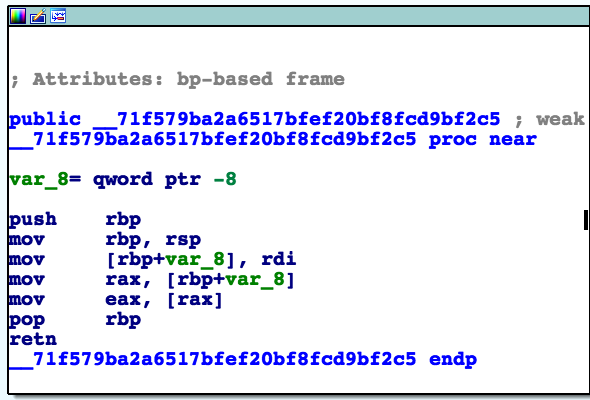 ; Attributes: bp-based frame
public __71f579ba2a6517bfef20bf8fcd9bf2c5 ; weak
__71f579ba2a6517bfef20bf8fcd9bf2c5 proc near
var_8= qword ptr -8
push rbp
mov rbp, rsp
mov [rbp+var_8], rdi
mov rax, [rbp+var_8]
mov eax, [rax]
pop rbp
retn
__71f579ba2a6517bfef20bf8fcd9bf2c5 endp